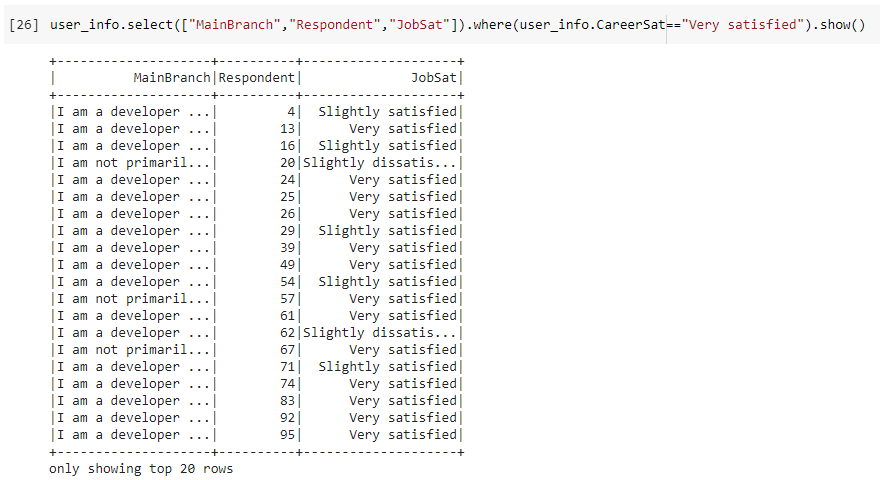 [26] user_info.select(["MainBranch","Respondent","JobSat"]).where(user_info.CareerSat=="Very satisfied").show()
+--------------------+----------+--------------------+
|          MainBranch|Respondent|              JobSat|
+--------------------+----------+--------------------+
|I am a developer ...|         4|  Slightly satisfied|
|I am a developer ...|        13|      Very satisfied|
|I am a developer ...|        16|  Slightly satisfied|
|I am not primaril...|        20|Slightly dissatis...|
|I am a developer ...|        24|      Very satisfied|
|I am a developer ...|        25|      Very satisfied|
|I am a developer ...|        26|      Very satisfied|
|I am a developer ...|        29|  Slightly satisfied|
|I am a developer ...|        39|      Very satisfied|
|I am a developer ...|        49|      Very satisfied|
|I am a developer ...|        54|  Slightly satisfied|
|I am not primaril...|        57|      Very satisfied|
|I am a developer ...|        61|      Very satisfied|
|I am a developer ...|        62|Slightly dissatis...|
|I am not primaril...|        67|      Very satisfied|
|I am a developer ...|        71|  Slightly satisfied|
|I am a developer ...|        74|      Very satisfied|
|I am a developer ...|        83|      Very satisfied|
|I am a developer ...|        92|      Very satisfied|
|I am a developer ...|        95|      Very satisfied|
+--------------------+----------+--------------------+
only showing top 20 rows